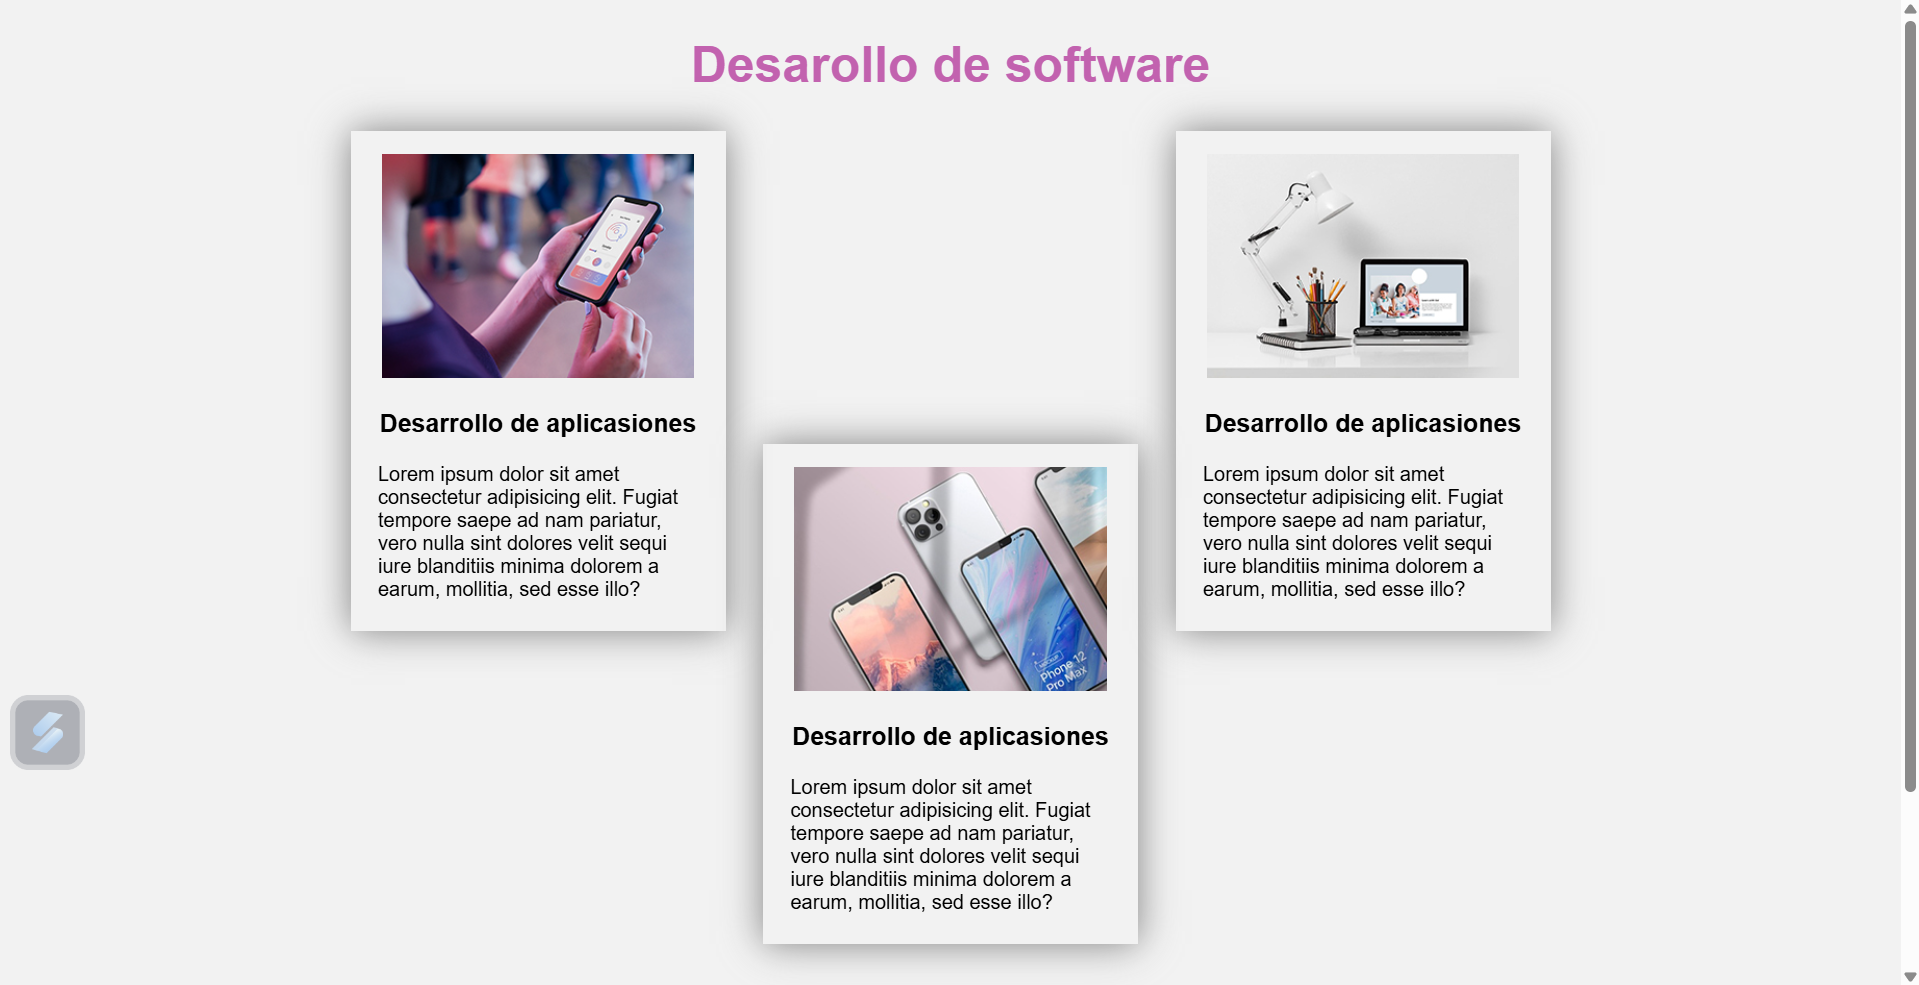 Desarollo de software
Desarrollo de aplicasiones
Lorem ipsum dolor sit amet
consectetur adipisicing elit. Fugiat
tempore saepe ad nam pariatur,
vero nulla sint dolores velit sequi
iure blanditiis minima dolorem a
earum, mollitia, sed esse illo?
Phone 12
Pro Max
Desarrollo de aplicasiones
Lorem ipsum dolor sit amet
consectetur adipisicing elit. Fugiat
tempore saepe ad nam pariatur,
vero nulla sint dolores velit sequi
iure blanditiis minima dolorem a
earum, mollitia, sed esse illo?
Desarrollo de aplicasiones
Lorem ipsum dolor sit amet
consectetur adipisicing elit. Fugiat
tempore saepe ad nam pariatur,
vero nulla sint dolores velit sequi
iure blanditiis minima dolorem a
earum, mollitia, sed esse illo?